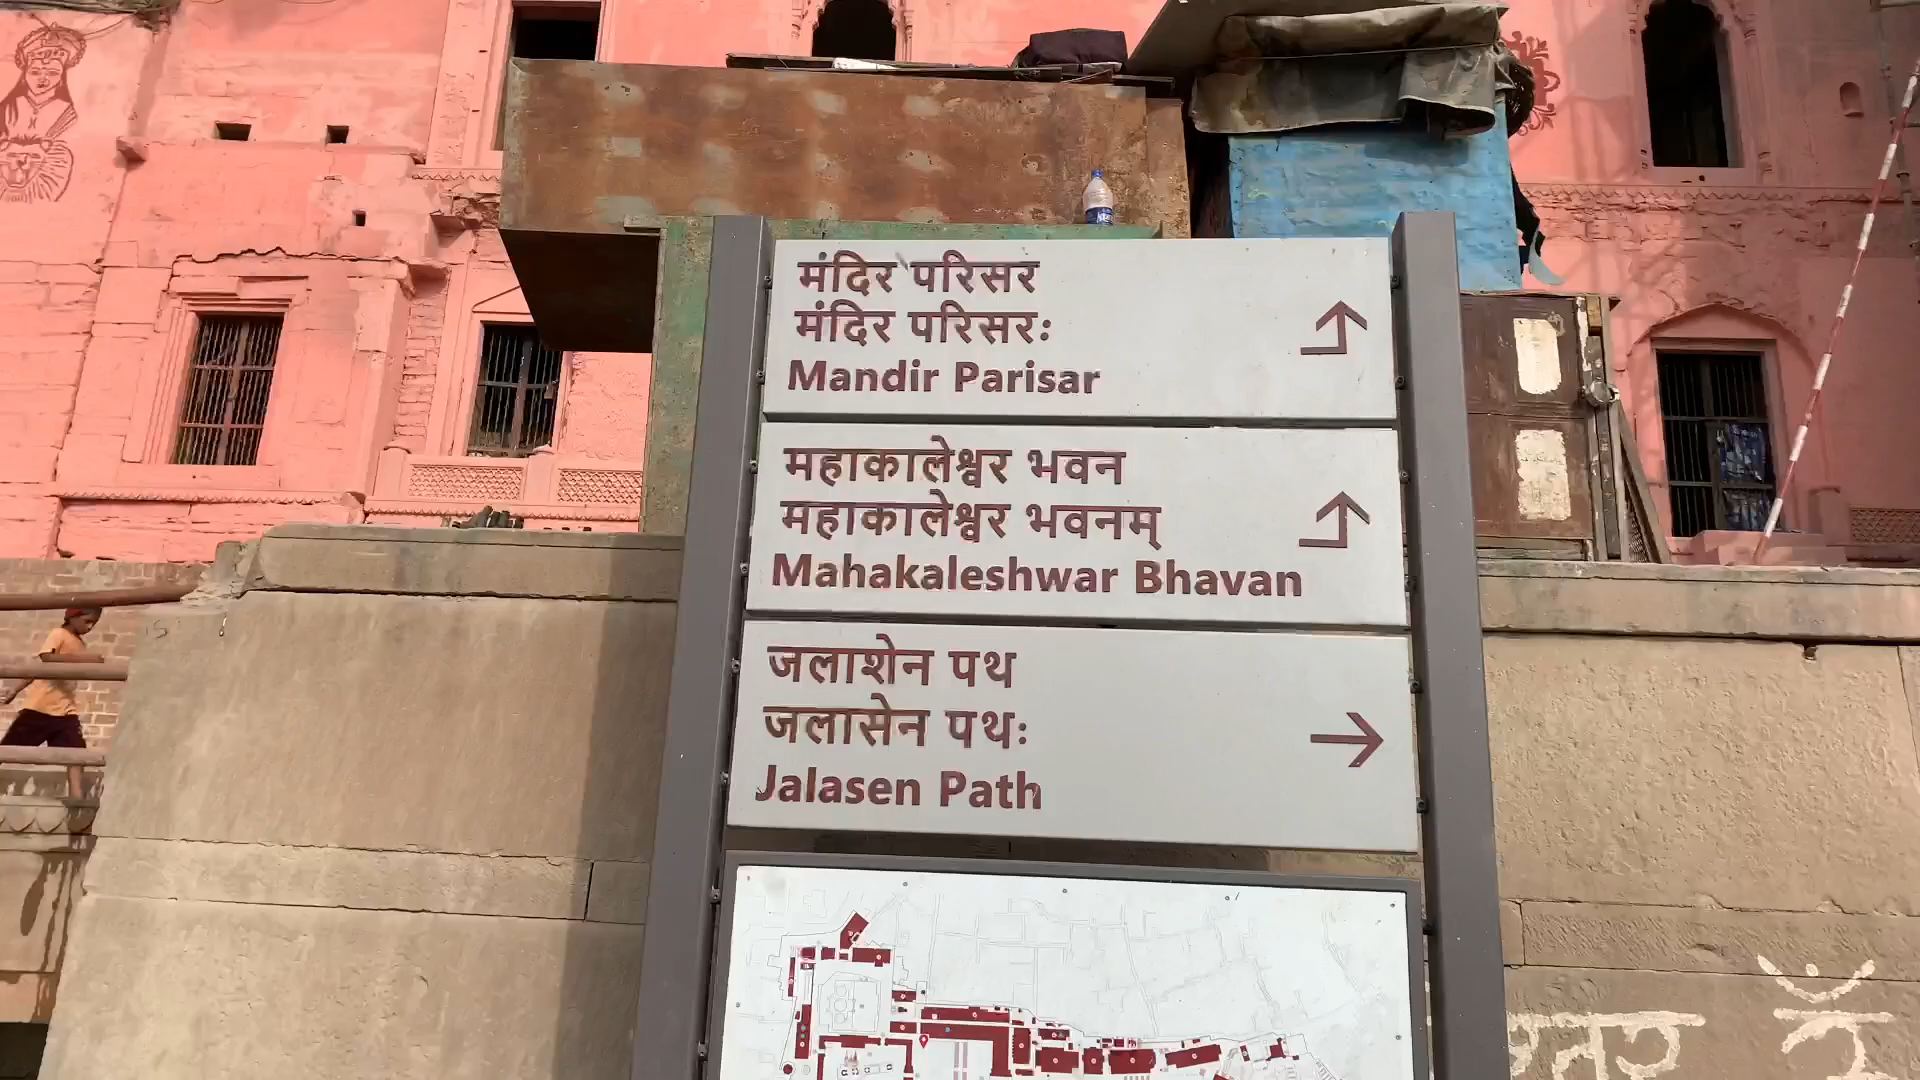 मंदिर परिसर
मंदिर परिसरः
Mandir Parisar
महाकालेश्वर भवन
महाकालेश्वर भवनम्
Mahakaleshwar Bhavan
जलाशेन पथ
जलासेन पथः
Jalasen Path